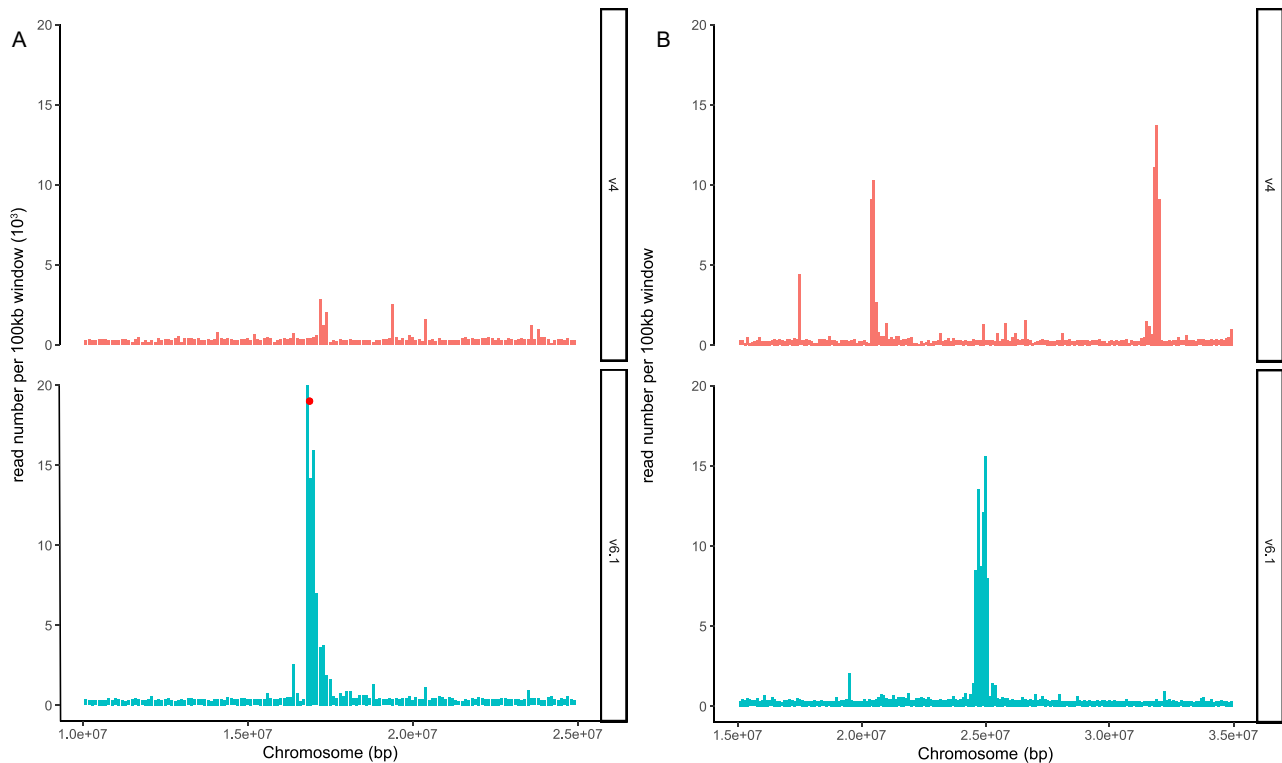 A
read number per 100kb window (10³)
20
15
10
5
0
v4
20
15
10
5
0
v6.1
1.0e+07 1.5e+07 2.0e+07 2.5e+07
Chromosome (bp)
B
read number per 100kb window
20
15
10
5
0
v4
20
15
10
5
0
v6.1
1.5e+07 2.0e+07 2.5e+07 3.0e+07 3.5e+07
Chromosome (bp)